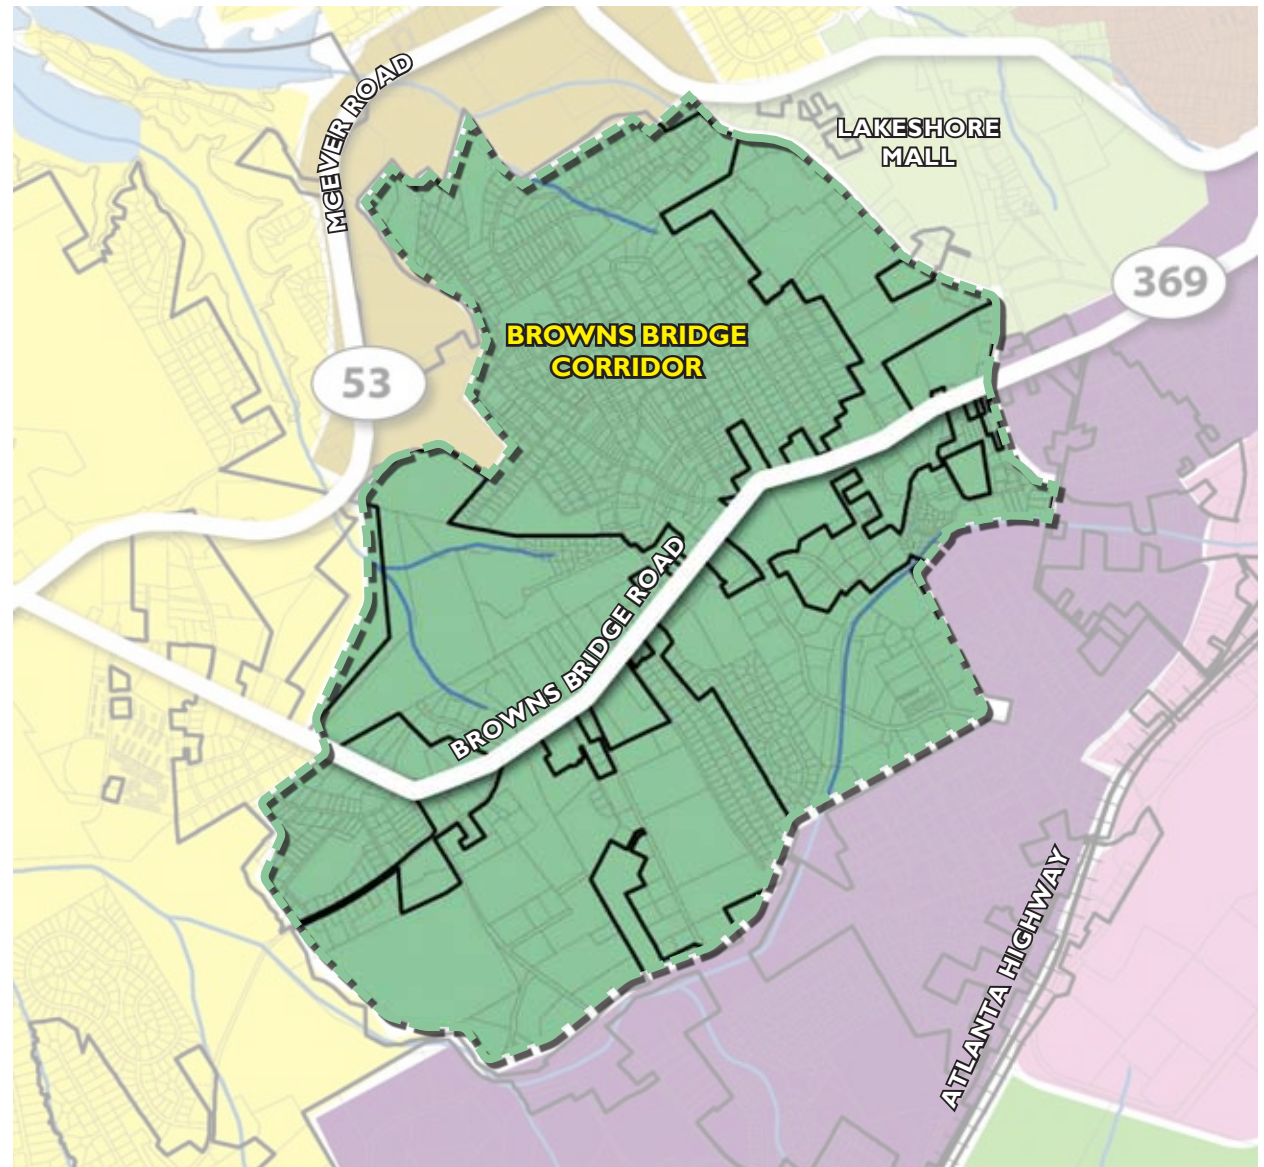 MCEVER ROAD
LAKESHORE
MALL
369
BROWNS BRIDGE
CORRIDOR
53
BROWNS BRIDGE ROAD
ATLANTA HIGHWAY